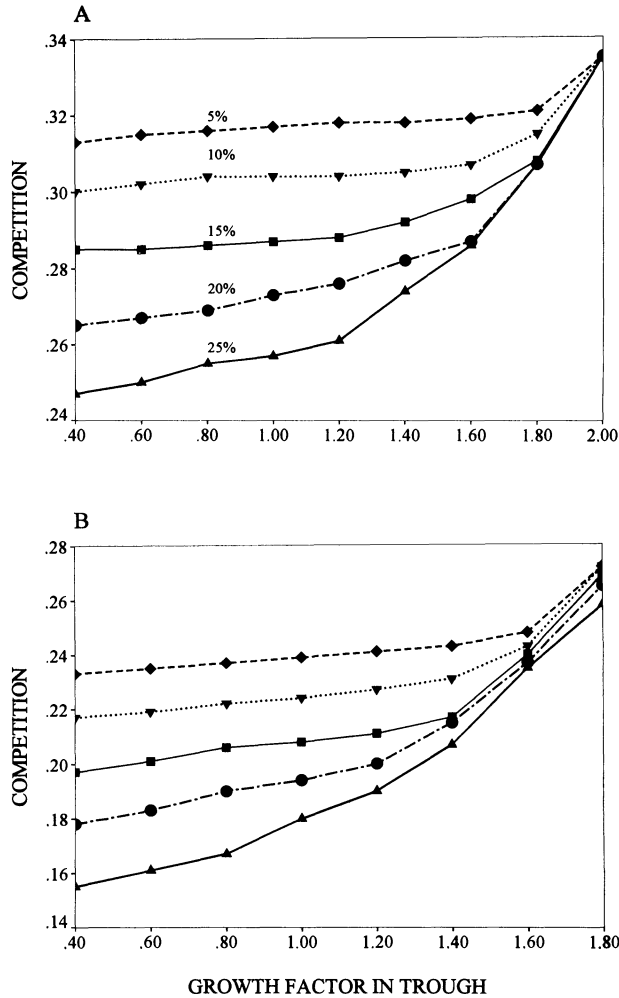 A
.34
.32
.30
.28
.26
.24
COMPETITION
5%
10%
15%
20%
25%
.40 .60 .80 1.00 1.20 1.40 1.60 1.80 2.00
B
.28
.26
.24
.22
.20
.18
.16
.14
COMPETITION
.40 .60 .80 1.00 1.20 1.40 1.60 1.80
GROWTH FACTOR IN TROUGH